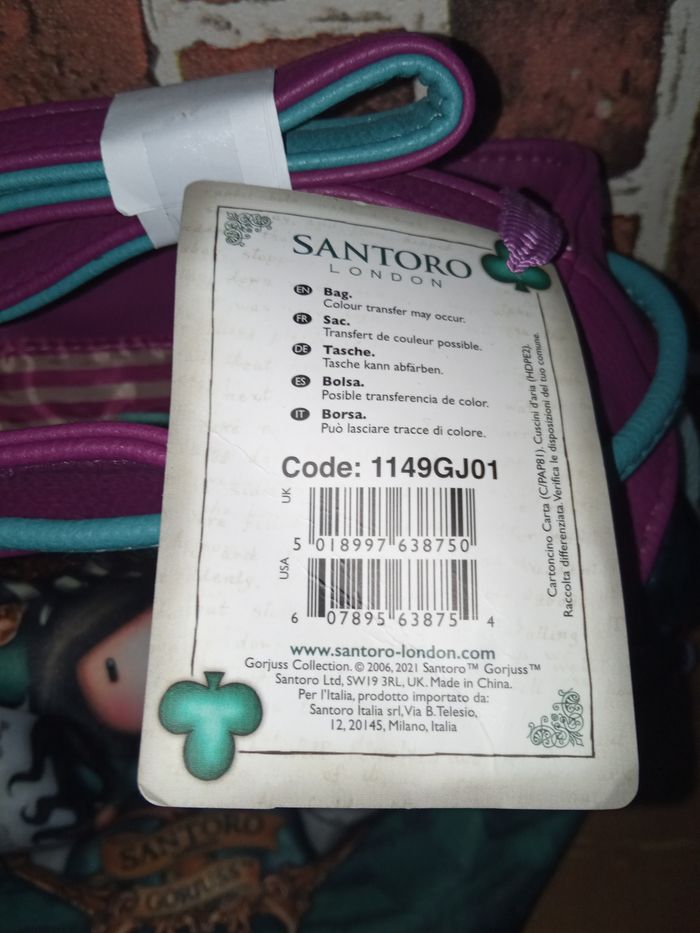 SANTORO
LONDON
EN Bag.
Colour transfer may occur.
FR Sac.
Transfert de couleur possible.
DE Tasche.
Tasche kann abfärben.
ES Bolsa.
Posible transferencia de color.
IT Borsa.
Può lasciare tracce di colore.
Code: 1149GJ01
UK
5 018997 638750
USA
6 07895 63875 4
www.santoro-london.com
Gorjuss Collection. © 2006, 2021 Santoro™ Gorjuss™
Santoro Ltd, SW19 3RL, UK. Made in China.
Per l'Italia, prodotto importato da:
Santoro Italia srl, Via B. Telesio,
12, 20145, Milano, Italia
Cartoncino Carta (C/PAP81). Cuscini d'aria (HDPE2).
Raccolta differenziata. Verifica le disposizioni del tuo comune.
SANTORO
GORJUSS